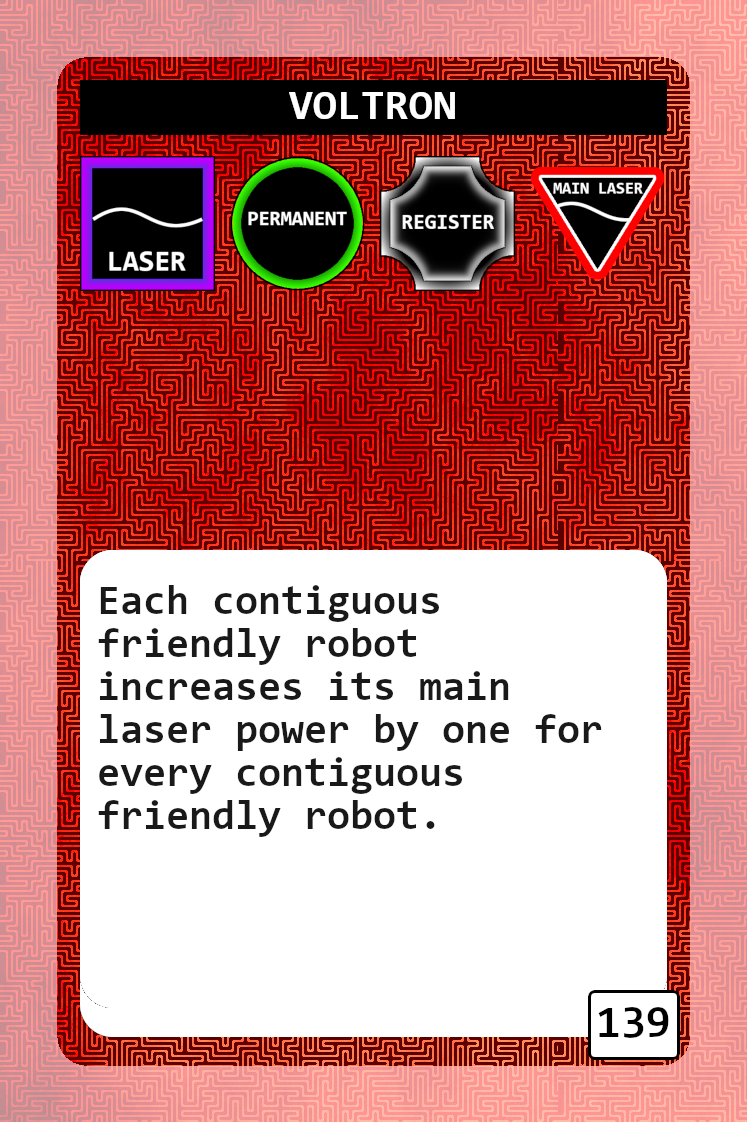 VOLTRON
LASER
PERMANENT
REGISTER
MAIN LASER
Each contiguous
friendly robot
increases its main
laser power by one for
every contiguous
friendly robot.
139